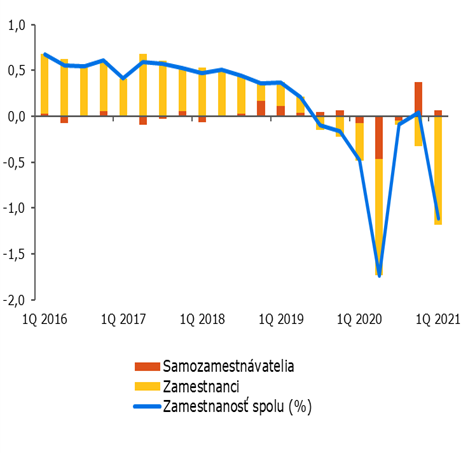 1,0
0,5
0,0
-0,5
-1,0
-1,5
-2,0
1Q 2016 1Q 2017 1Q 2018 1Q 2019 1Q 2020 1Q 2021
Samozamestnávatelia
Zamestnanci
Zamestnanosť spolu (%)